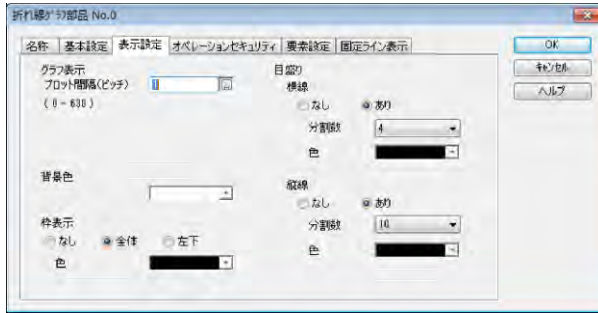 折れ線グラフ部品 No.0
名称 基本設定 表示設定 オペレーションセキュリティ 要素設定 固定ライン表示
OK
キャンセル
ヘルプ
グラフ表示
プロット間隔(ピッチ) 1
( 0 - 630 )
背景色
枠表示
なし 全体 左下
色
目盛り
横線
なし あり
分割数 4
色
縦線
なし あり
分割数 10
色